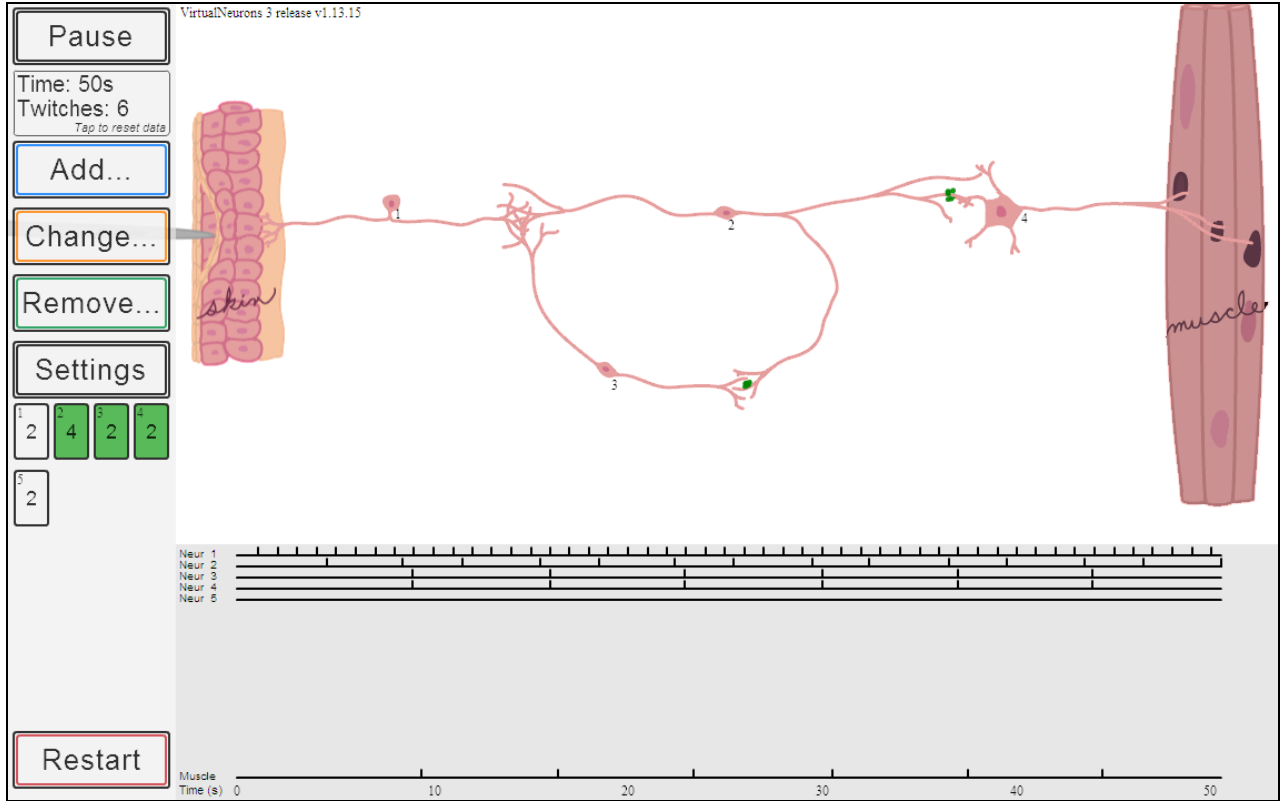 VirtualNeurons 3 release v1.13.15
Pause
Time: 50s
Twitches: 6
Tap to reset data
Add...
Change...
Remove...
Settings
1 2 3 4
2 4 2 2
5
2
Restart
skin
1
2
3
4
muscle
Neur 1
Neur 2
Neur 3
Neur 4
Neur 5
Muscle
Time (s) 0 10 20 30 40 50